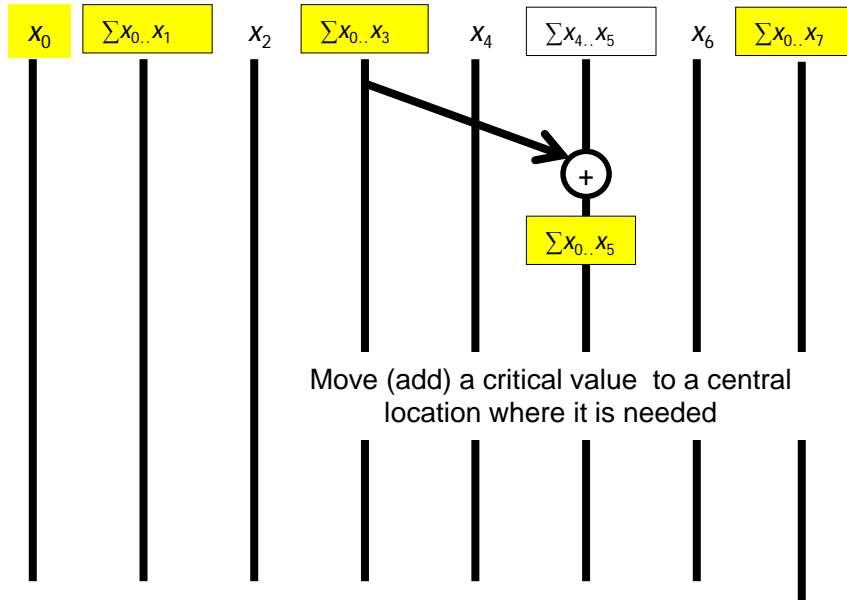 x₀ ∑x₀..x₁ x₂ ∑x₀..x₃ x₄ ∑x₄..x₅ x₆ ∑x₀..x₇
+
∑x₀..x₅
Move (add) a critical value to a central
location where it is needed